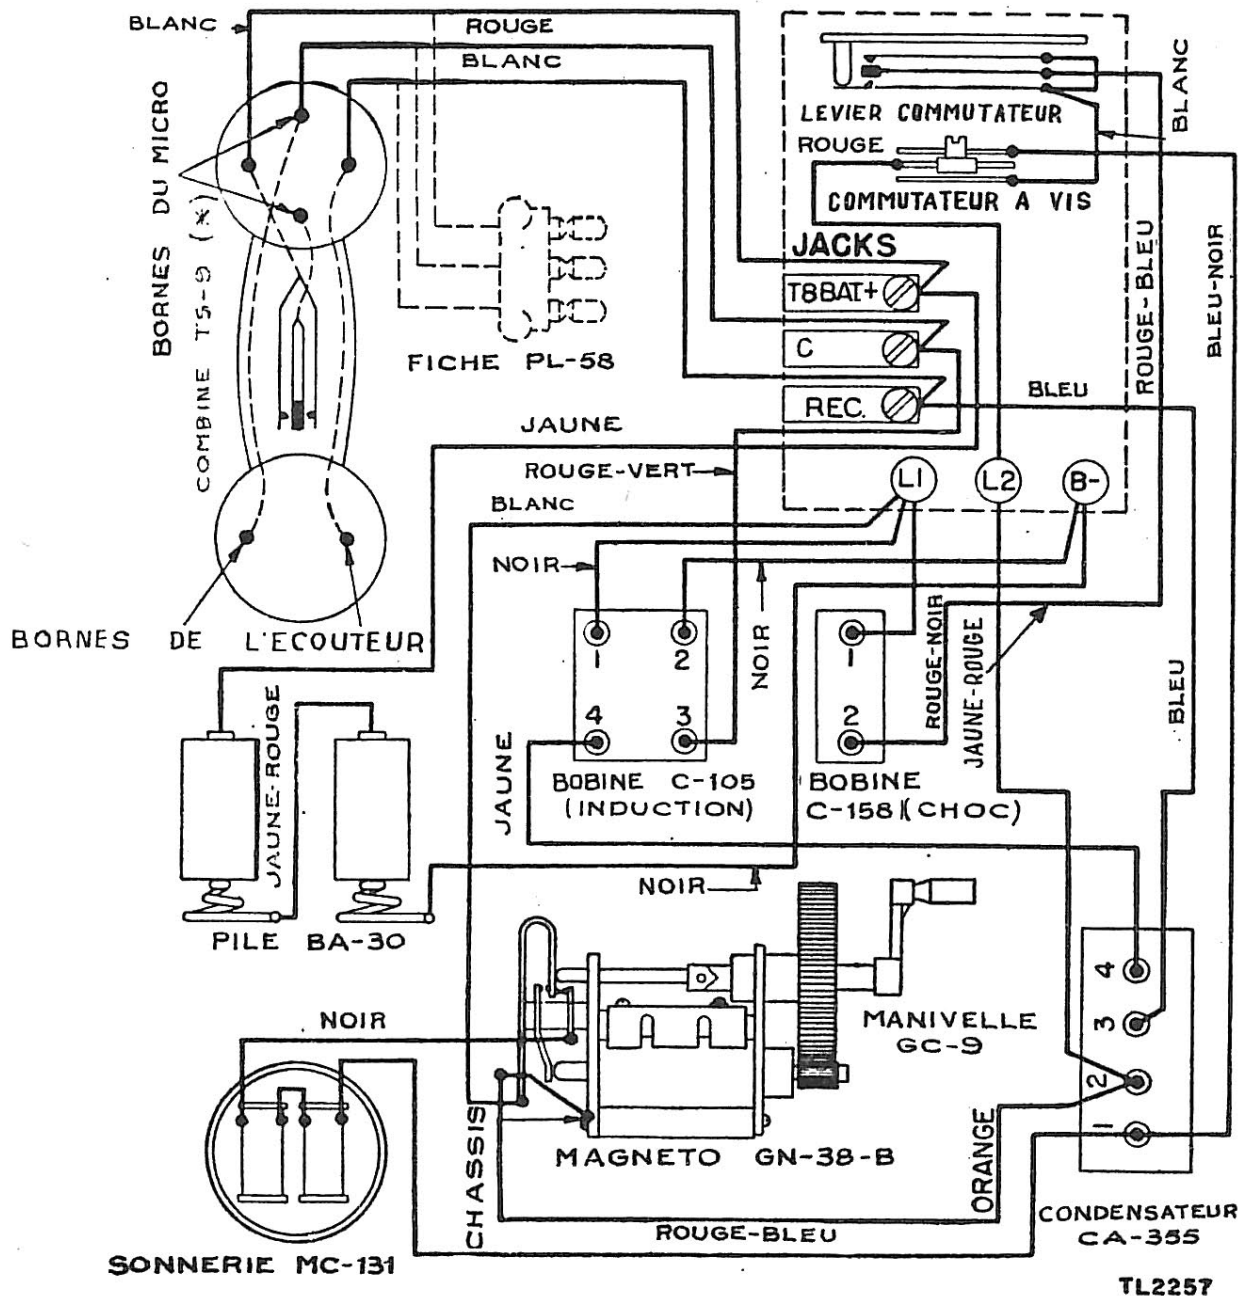 BLANC
ROUGE
BLANC
BORNES DU MICRO
COMBINE TS-9 (*)
LEVIER COMMUTATEUR
BLANC
ROUGE
COMMUTATEUR A VIS
ROUGE-BLEU
BLEU-NOIR
JACKS
TSBAT+
C
REC.
FICHE PL-58
BLEU
JAUNE
ROUGE-VERT
L1
L2
B-
BLANC
NOIR
BORNES DE L'ECOUTEUR
1
2
NOIR
1
ROUGE-NOIR
JAUNE-ROUGE
BLEU
4
3
2
JAUNE-ROUGE
JAUNE
BOBINE C-105
(INDUCTION)
BOBINE
C-158 (CHOC)
NOIR
PILE BA-30
4
3
2
1
NOIR
MANIVELLE
GC-9
CHASSIS
MAGNETO GN-38-B
ORANGE
ROUGE-BLEU
CONDENSATEUR
CA-355
SONNERIE MC-131
TL2257